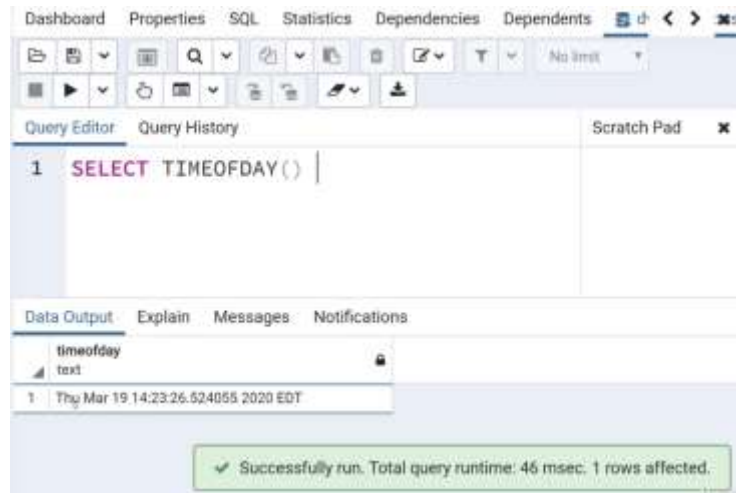 Dashboard Properties SQL Statistics Dependencies Dependents
No limit
Query Editor Query History Scratch Pad
1 SELECT TIMEOFDAY()
Data Output Explain Messages Notifications
timeofday
text
1 Thu Mar 19 14:23:26.524055 2020 EDT
Successfully run. Total query runtime: 46 msec. 1 rows affected.